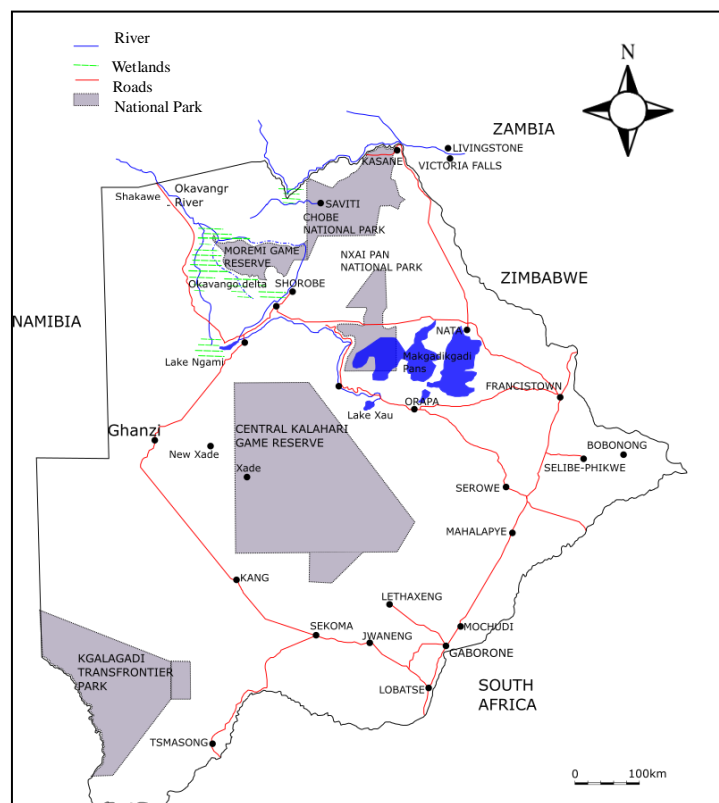 River
Wetlands
Roads
National Park
N
ZAMBIA
LIVINGSTONE
VICTORIA FALLS
KASANE
Shakawe
Okavangr
River
SAVITI
CHOBE
NATIONAL PARK
MOREMI GAME
RESERVE
NXAI PAN
NATIONAL PARK
ZIMBABWE
Okavango delta
SHOROBE
NAMIBIA
NATA
Lake Ngami
Makgadikgadi
Pans
FRANCISTOWN
Lake Xau
ORAPA
Ghanzi
CENTRAL KALAHARI
GAME RESERVE
BOBONONG
New Xade
SELIBE-PHIKWE
Xade
SEROWE
MAHALAPYE
KANG
LETHAXENG
SEKOMA
MOCHUDI
JWANENG
GABORONE
KGALAGADI
TRANSFRONTIER
PARK
LOBATSE
SOUTH
AFRICA
TSMASONG
0 100km